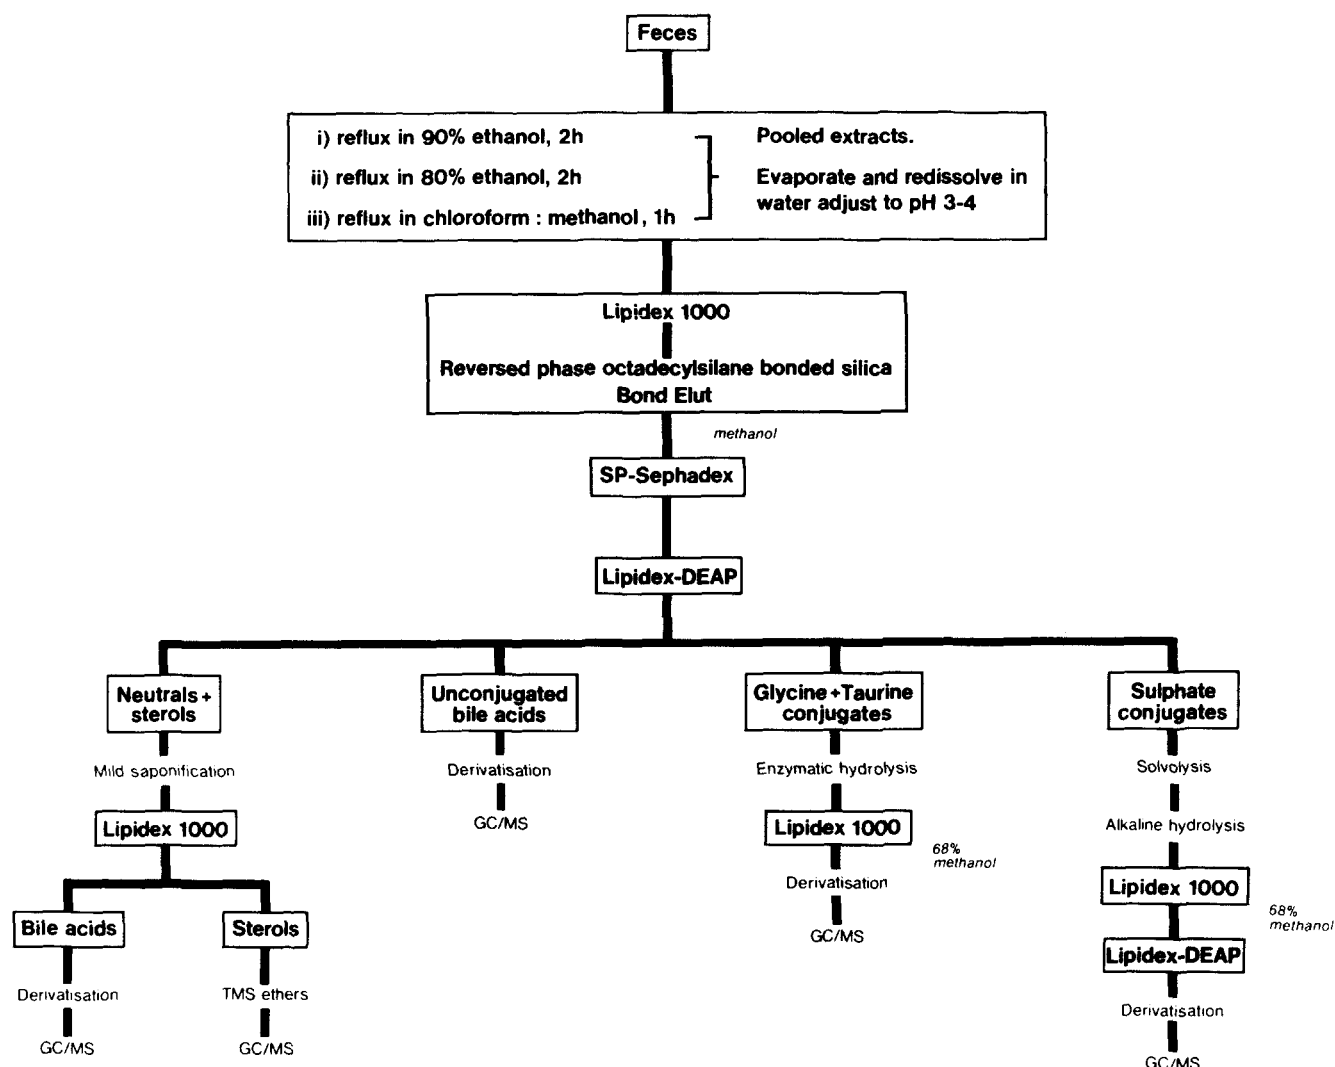 Feces
i) reflux in 90% ethanol, 2h
ii) reflux in 80% ethanol, 2h
iii) reflux in chloroform : methanol, 1h
Pooled extracts.
Evaporate and redissolve in
water adjust to pH 3-4
Lipidex 1000
Reversed phase octadecylsilane bonded silica
Bond Elut
methanol
SP-Sephadex
Lipidex-DEAP
Neutrals +
sterols
Mild saponification
Lipidex 1000
Bile acids
Derivatisation
GC/MS
Sterols
TMS ethers
GC/MS
Unconjugated
bile acids
Derivatisation
GC/MS
Glycine+Taurine
conjugates
Enzymatic hydrolysis
Lipidex 1000
68%
methanol
Derivatisation
GC/MS
Sulphate
conjugates
Solvolysis
Alkaline hydrolysis
Lipidex 1000
68%
methanol
Lipidex-DEAP
Derivatisation
GC/MS